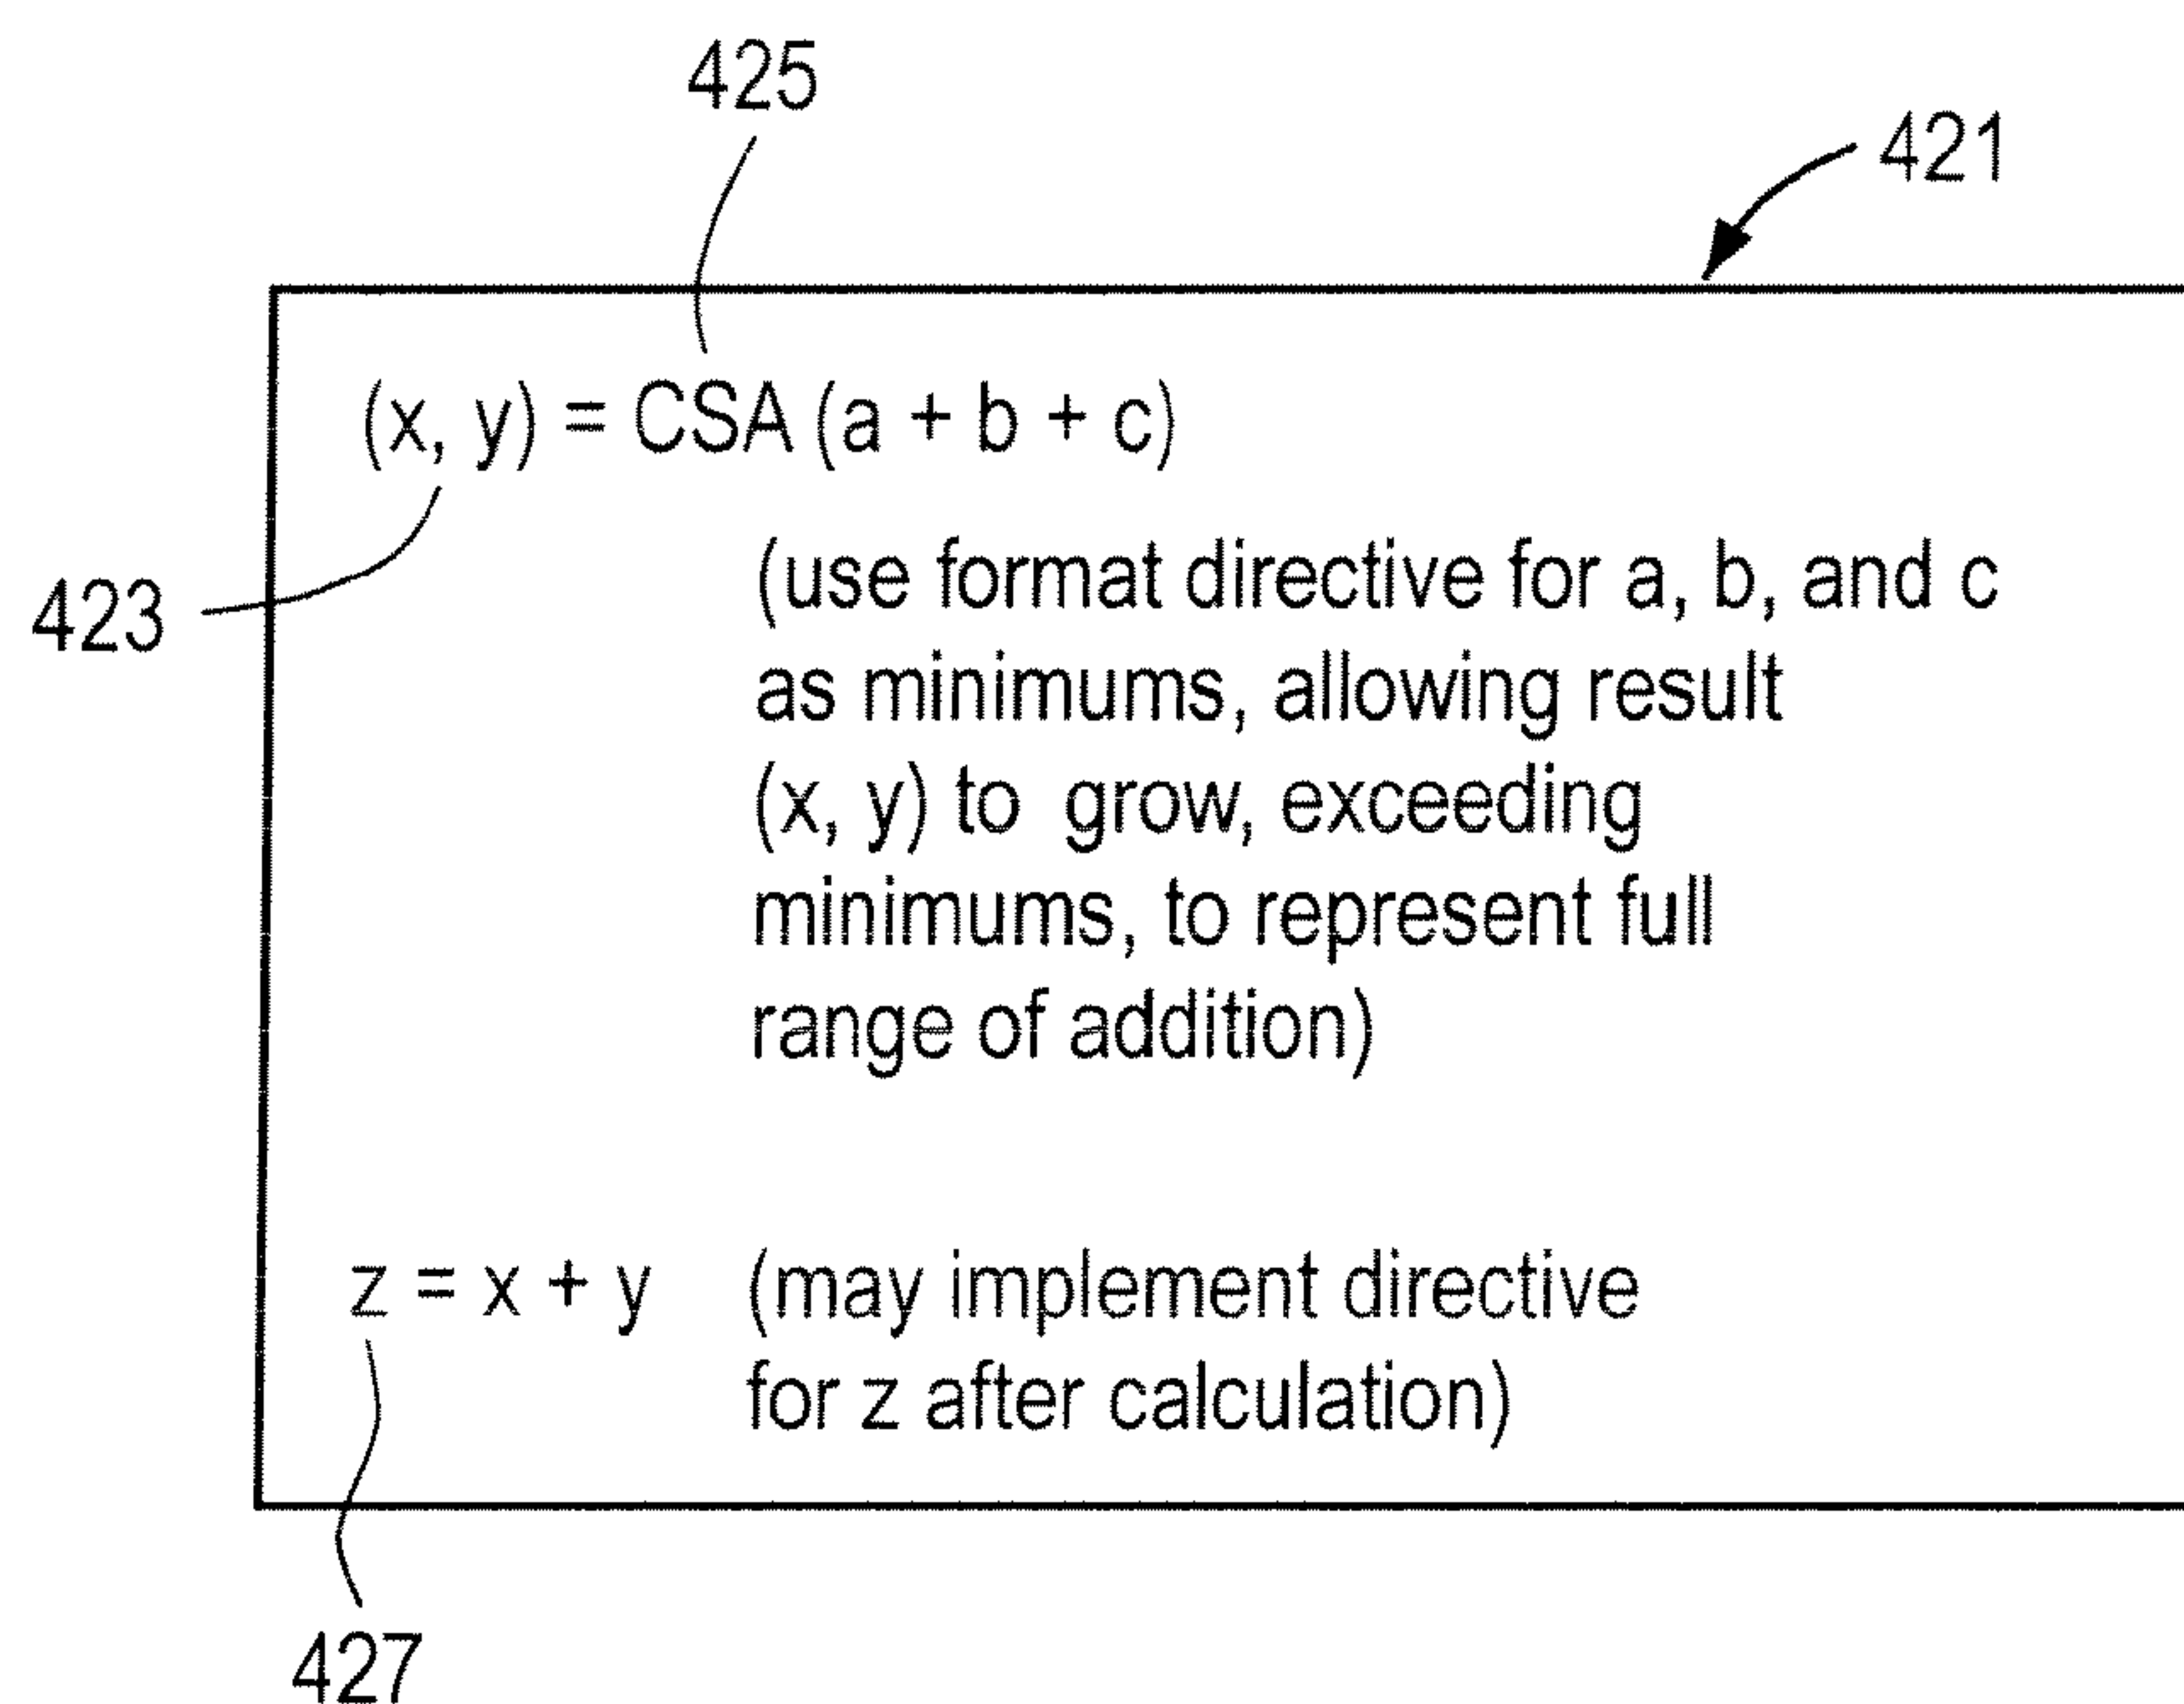 425
421
(x, y) = CSA (a + b + c)
(use format directive for a, b, and c
423
as minimums, allowing result
(x, y) to grow, exceeding
minimums, to represent full
range of addition)
z = x + y (may implement directive
for z after calculation)
427